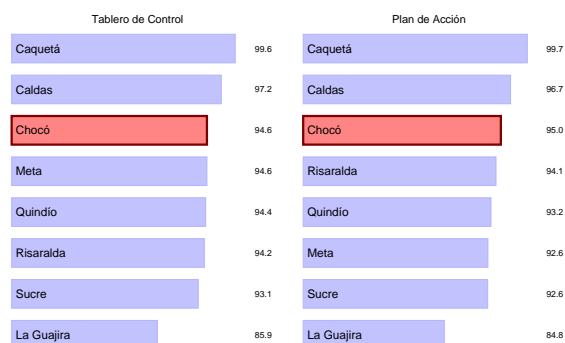 Tablero de Control
Caquetá 99.6
Caldas 97.2
Chocó 94.6
Meta 94.6
Quindío 94.4
Risaralda 94.2
Sucre 93.1
La Guajira 85.9
Plan de Acción
Caquetá 99.7
Caldas 96.7
Chocó 95.0
Risaralda 94.1
Quindío 93.2
Meta 92.6
Sucre 92.6
La Guajira 84.8